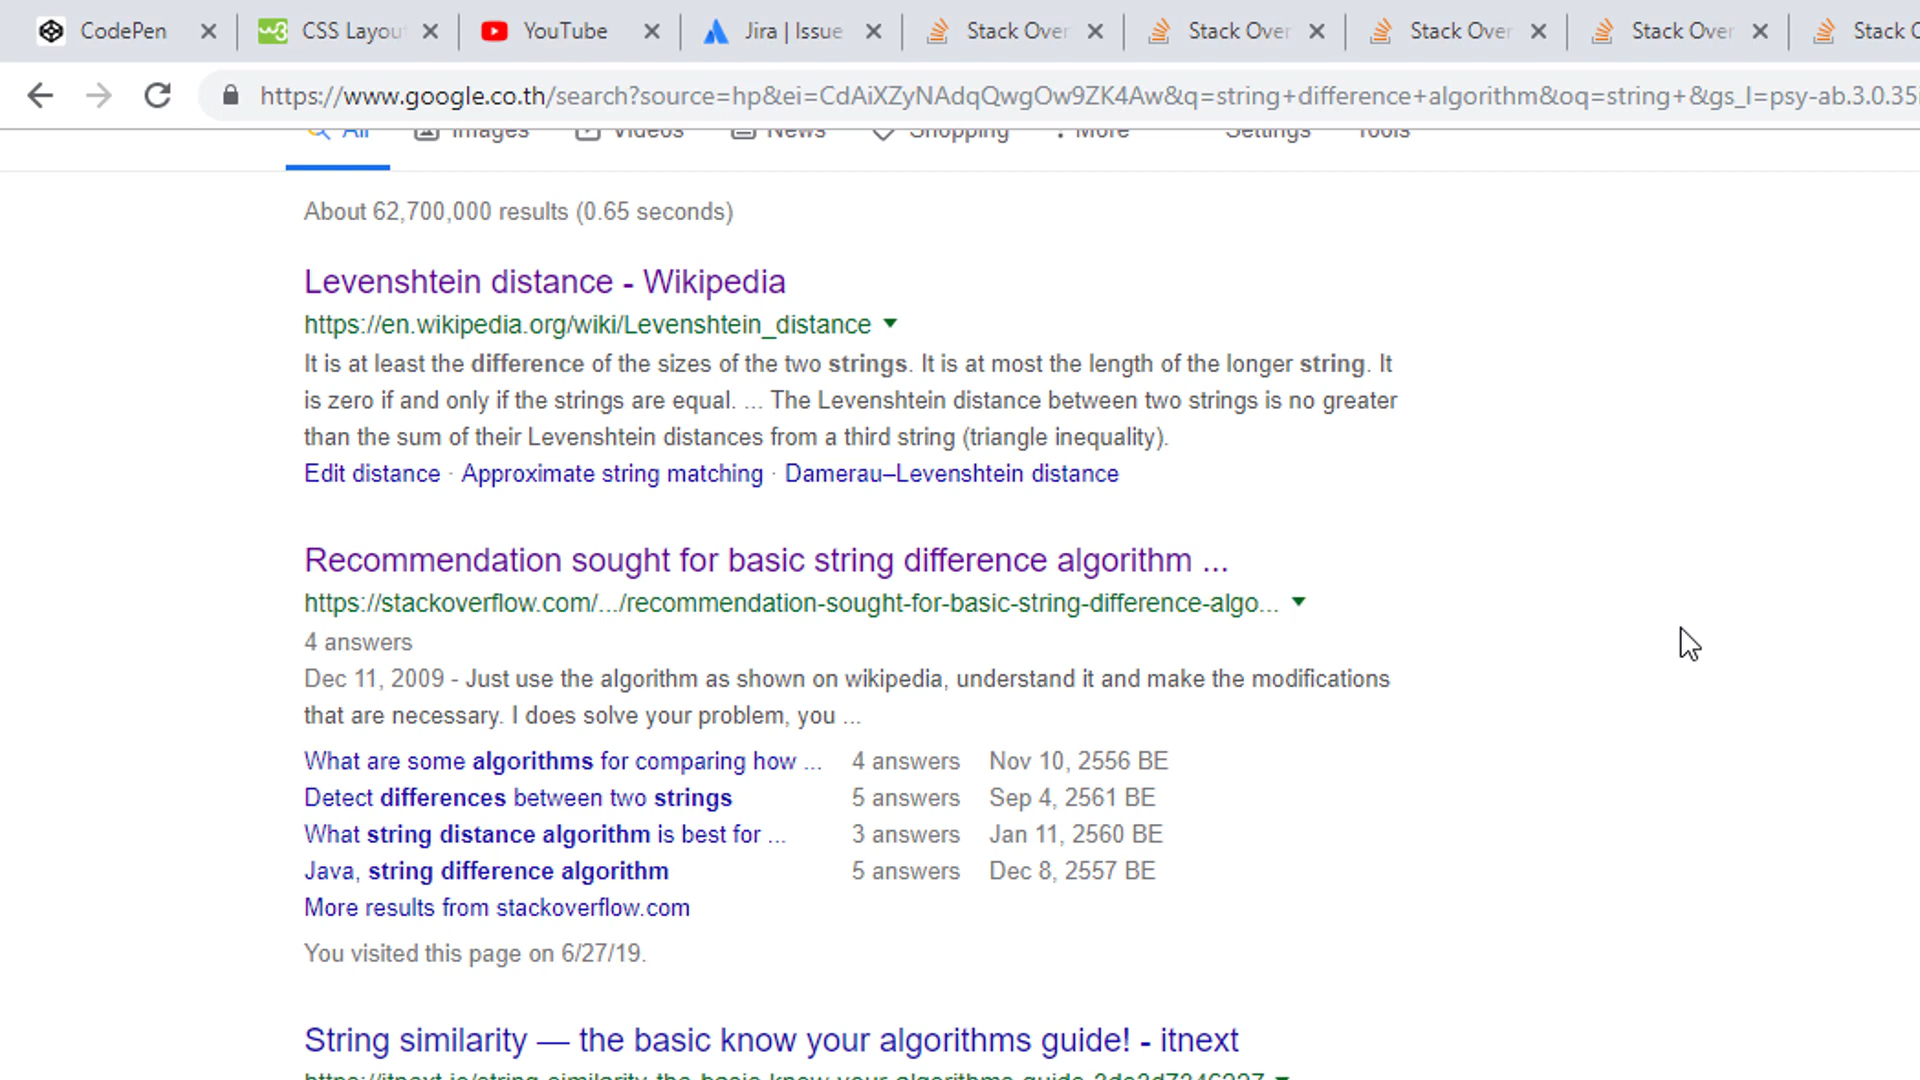 CodePen
CSS Layou
YouTube
Jira | Issue
Stack Over
Stack Over
Stack Over
Stack Over
Stack O
https://www.google.co.th/search?source=hp&ei=CdAiXZyNAdqQwgOw9ZK4Aw&q=string+difference+algorithm&oq=string+&gs_l=psy-ab.3.0.35i
All Images Videos News Shopping More Settings Tools
About 62,700,000 results (0.65 seconds)
Levenshtein distance - Wikipedia
https://en.wikipedia.org/wiki/Levenshtein_distance
It is at least the difference of the sizes of the two strings. It is at most the length of the longer string. It
is zero if and only if the strings are equal. ... The Levenshtein distance between two strings is no greater
than the sum of their Levenshtein distances from a third string (triangle inequality).
Edit distance · Approximate string matching · Damerau–Levenshtein distance
Recommendation sought for basic string difference algorithm ...
https://stackoverflow.com/.../recommendation-sought-for-basic-string-difference-algo...
4 answers
Dec 11, 2009 - Just use the algorithm as shown on wikipedia, understand it and make the modifications
that are necessary. I does solve your problem, you ...
What are some algorithms for comparing how ... 4 answers Nov 10, 2556 BE
Detect differences between two strings 5 answers Sep 4, 2561 BE
What string distance algorithm is best for ... 3 answers Jan 11, 2560 BE
Java, string difference algorithm 5 answers Dec 8, 2557 BE
More results from stackoverflow.com
You visited this page on 6/27/19.
String similarity — the basic know your algorithms guide! - itnext